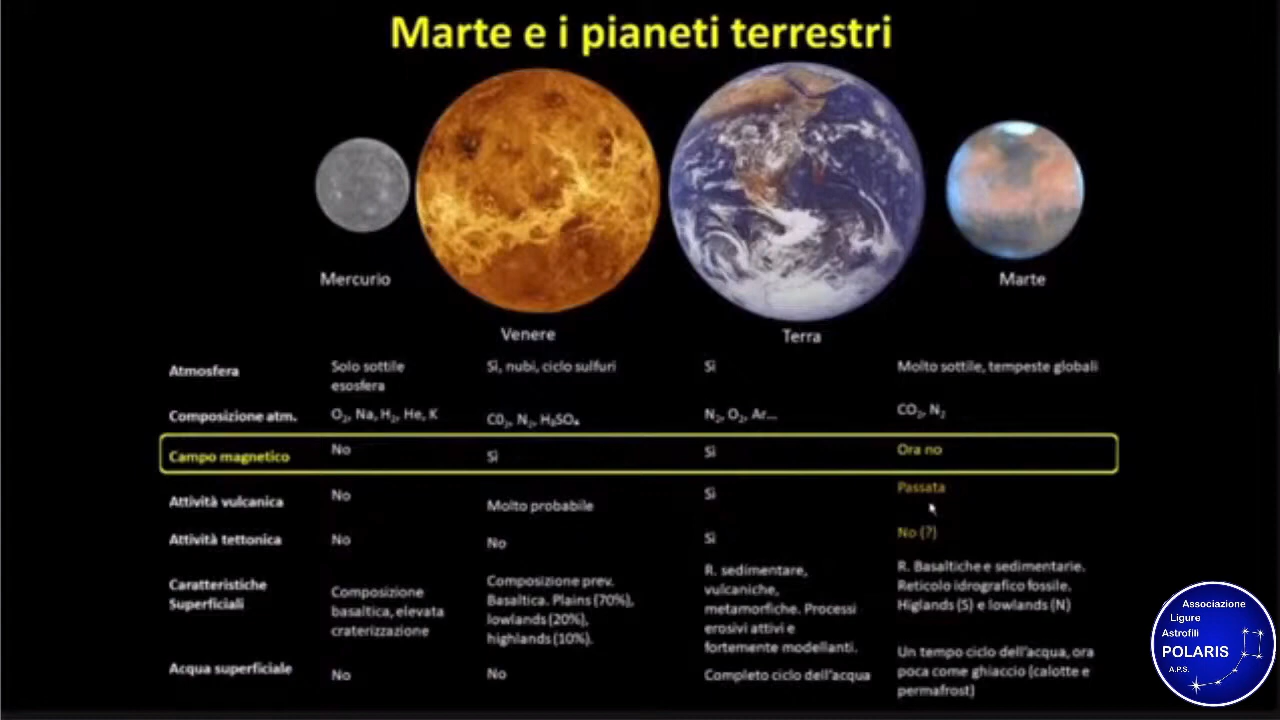 Marte e i pianeti terrestri
Mercurio
Marte
Venere
Terra
Atmosfera
Solo sottile
esosfera
Sì, nubi, ciclo sulfuri
Sì
Molto sottile, tempeste globali
Composizione atm.
O₂, Na, H₂, He, K
C0₂, N₂, H₂SO₄
N₂, O₂, Ar...
CO₂, N₂
Campo magnetico
No
Sì
Sì
Ora no
Attività vulcanica
No
Molto probabile
Sì
Passata
Attività tettonica
No
No
Sì
No (?)
Caratteristiche
Superficiali
Composizione
basaltica, elevata
craterizzazione
Composizione prev.
Basaltica. Plains (70%),
lowlands (20%),
highlands (10%).
R. sedimentare,
vulcaniche,
metamorfiche. Processi
erosivi attivi e
fortemente modellanti.
R. Basaltiche e sedimentarie.
Reticolo idrografico fossile.
Higlands (S) e lowlands (N)
Acqua superficiale
No
No
Completo ciclo dell'acqua
Un tempo ciclo dell'acqua, ora
poca come ghiaccio (calotte e
permafrost)
Associazione
Ligure
Astrofili
POLARIS
A.P.S.